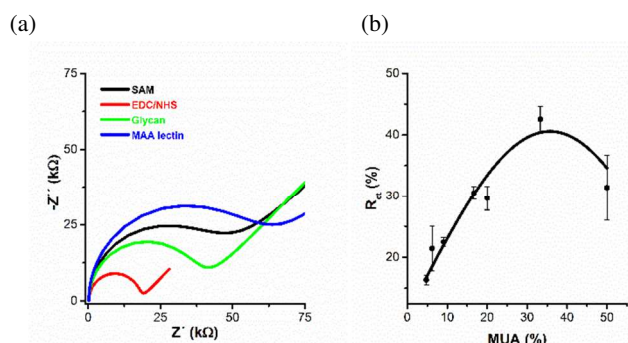 (a)
(b)
75
50
25
0
-Z´´ (kΩ)
SAM
EDC/NHS
Glycan
MAA lectin
0 25 50 75
Z´ (kΩ)
50
40
30
20
R_ct (%)
0 10 20 30 40 50
MUA (%)